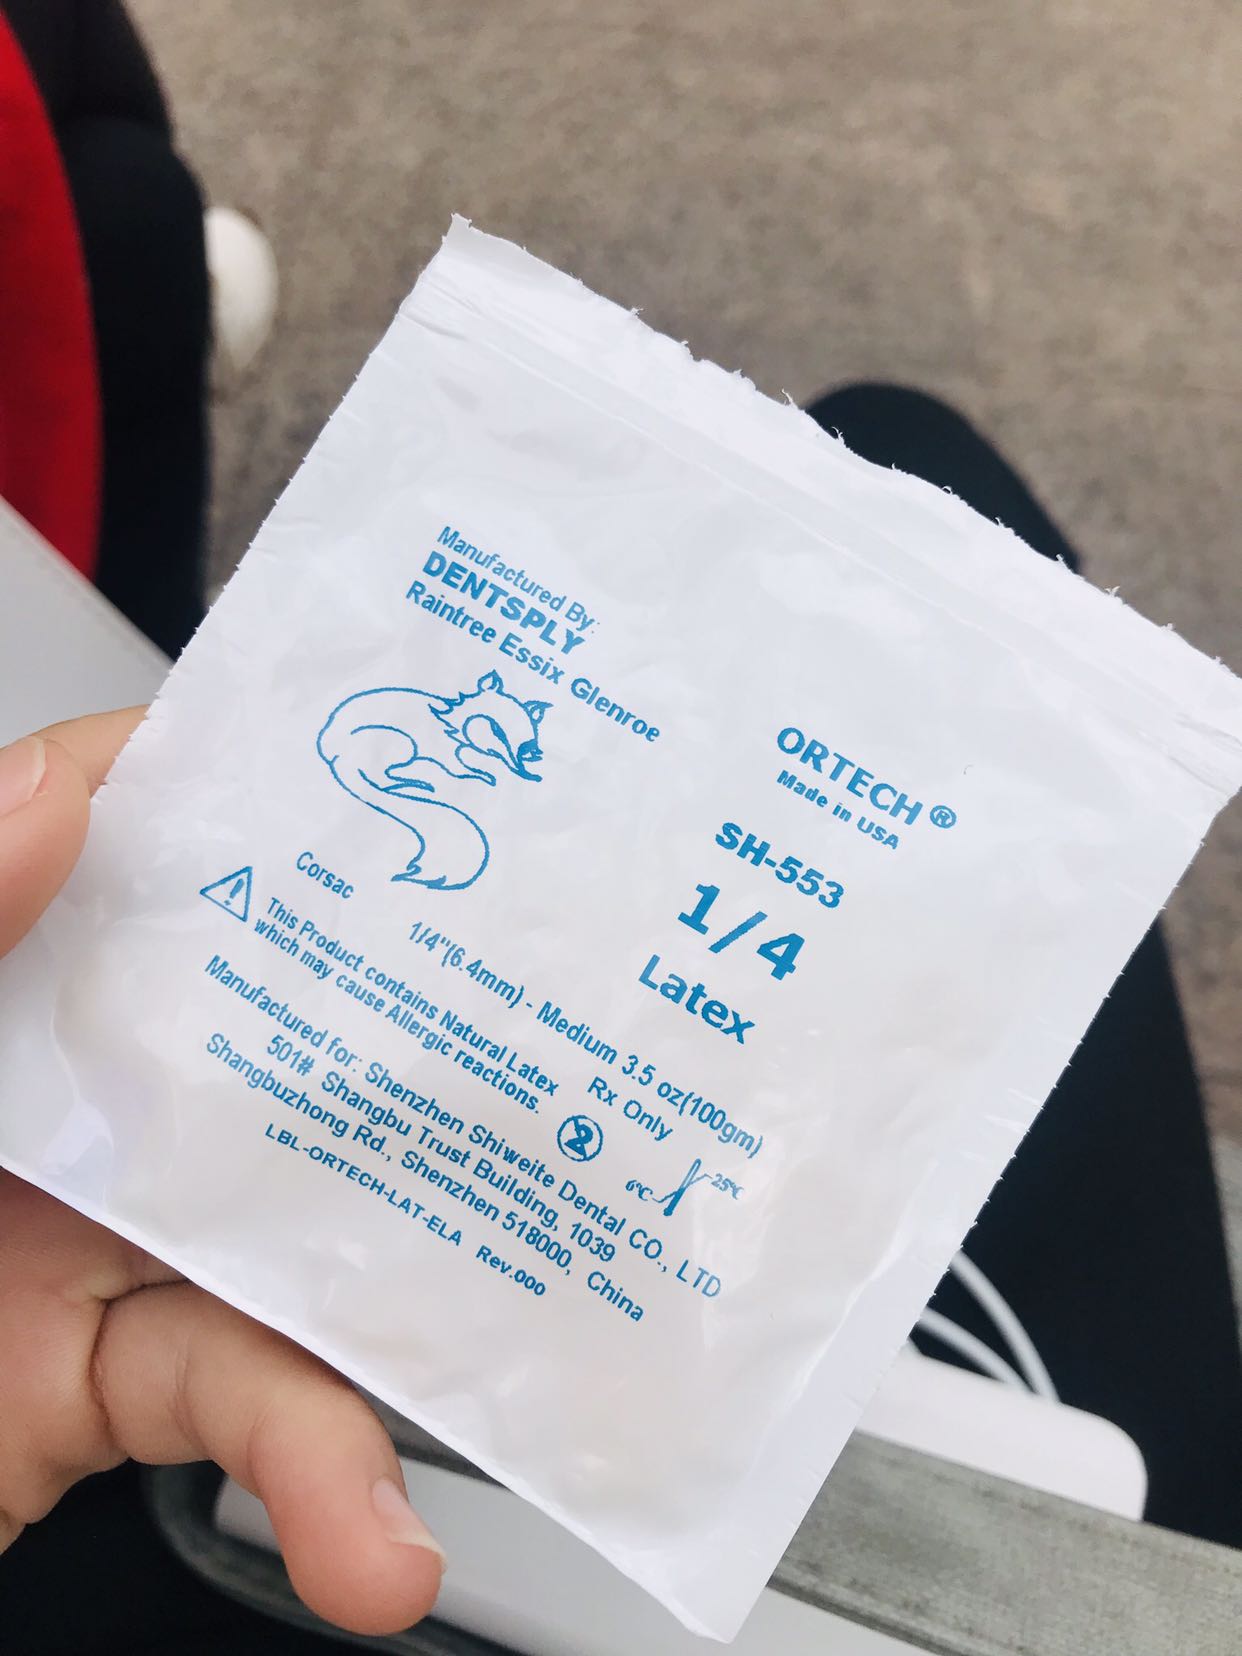 Manufactured By:
DENTSPLY
Raintree Essix Glenroe
ORTECH®
Made in USA
SH-553
1/4
Latex
Corsac
1/4"(6.4mm) - Medium 3.5 oz(100gm)
This Product contains Natural Latex
which may cause Allergic reactions.
Rx Only
2
6℃
25℃
Manufactured for: Shenzhen Shiweite Dental CO., LTD
501# Shangbu Trust Building, 1039
Shangbuzhong Rd., Shenzhen 518000, China
LBL-ORTECH-LAT-ELA Rev.000